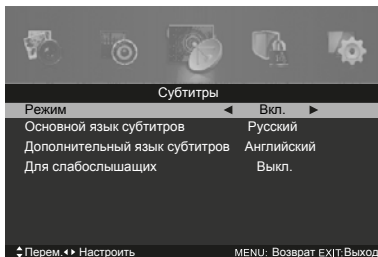 Субтитры
Режим ◄ Вкл. ►
Основной язык субтитров Русский
Дополнительный язык субтитров Английский
Для слабослышащих Выкл.
Перем. Настроить MENU: Возврат EXIT:Выход